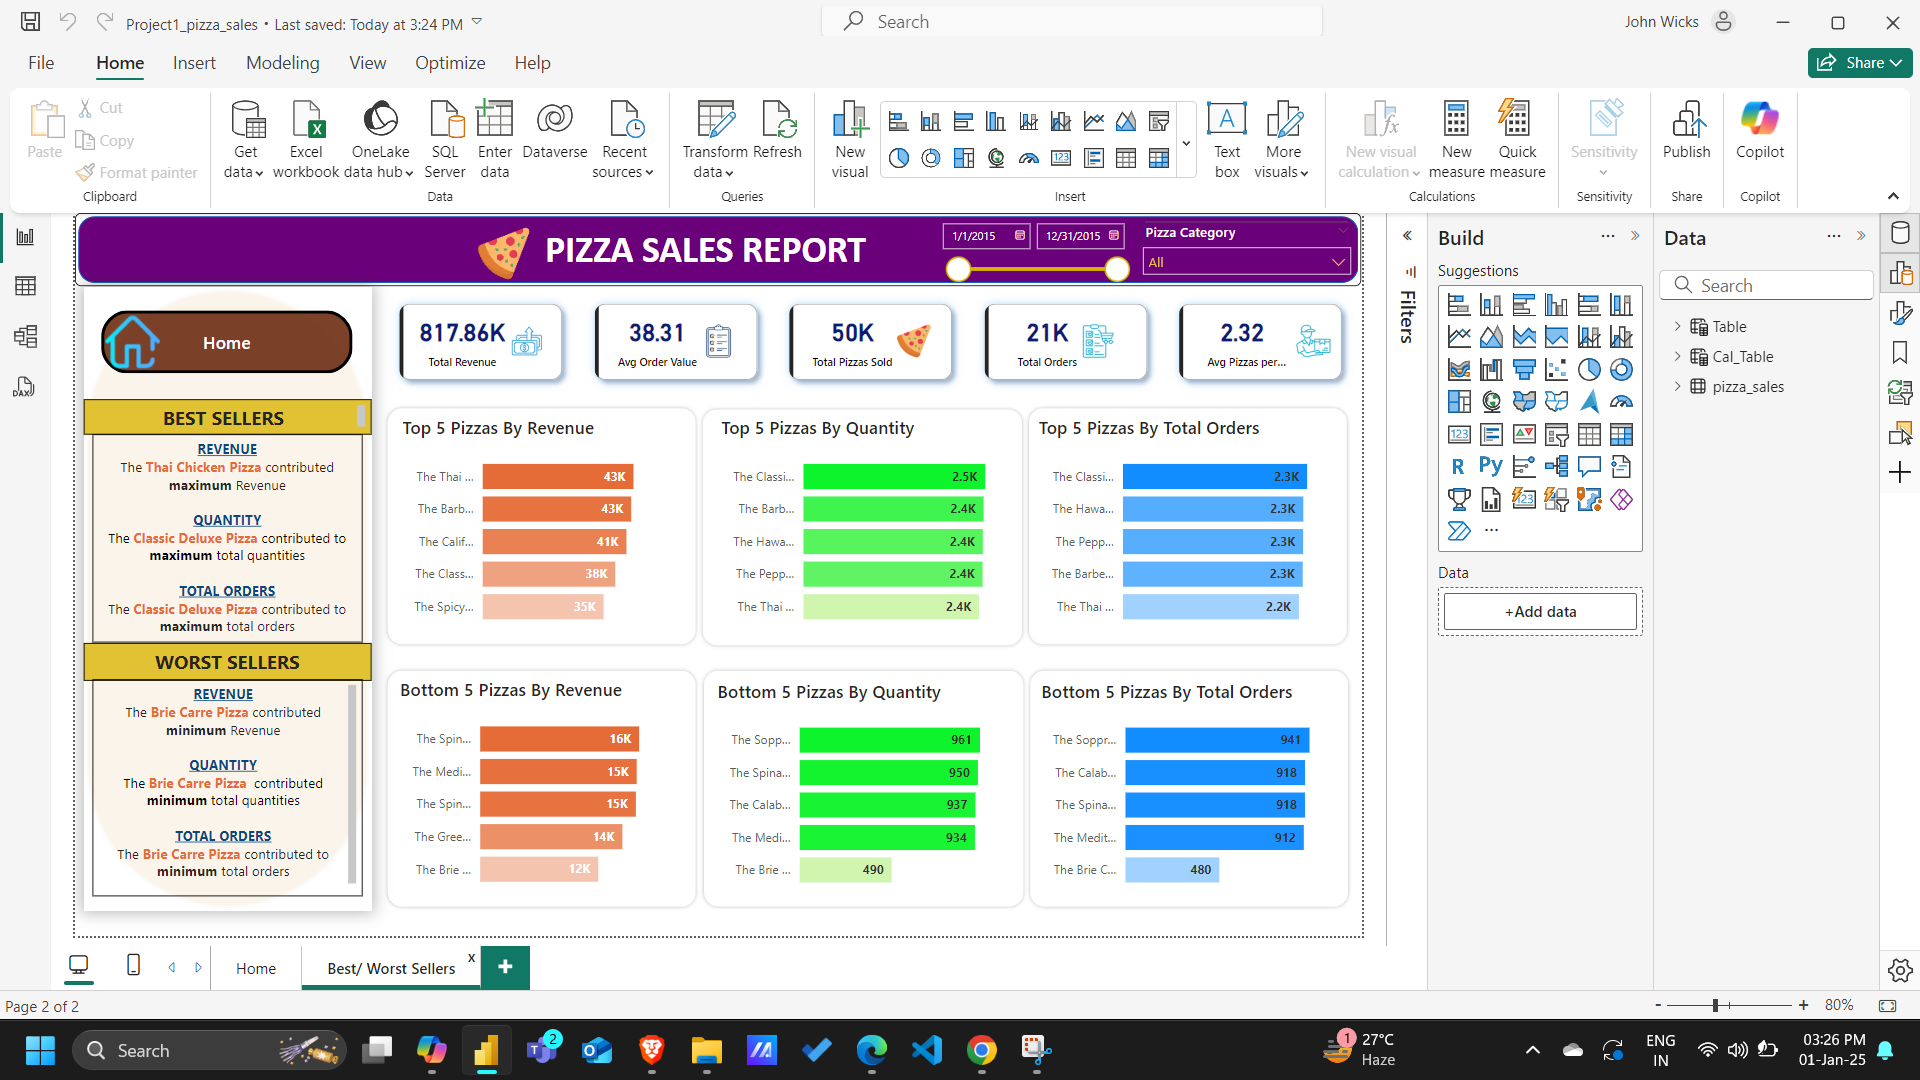 Project1_pizza_sales • Last saved: Today at 3:24 PM
Search
John Wicks
File
Home
Insert
Modeling
View
Optimize
Help
Share
Paste
Cut
Copy
Format painter
Clipboard
Get data
Excel workbook
OneLake data hub
SQL Server
Enter data
Dataverse
Recent sources
Data
Transform data
Refresh
Queries
New visual
Text box
More visuals
Insert
New visual calculation
New measure
Quick measure
Calculations
Sensitivity
Sensitivity
Publish
Share
Copilot
Copilot
PIZZA SALES REPORT
1/1/2015
12/31/2015
Pizza Category
All
Home
817.86K
Total Revenue
38.31
Avg Order Value
50K
Total Pizzas Sold
21K
Total Orders
2.32
Avg Pizzas per...
BEST SELLERS
REVENUE
The Thai Chicken Pizza contributed
maximum Revenue
QUANTITY
The Classic Deluxe Pizza contributed to
maximum total quantities
TOTAL ORDERS
The Classic Deluxe Pizza contributed to
maximum total orders
WORST SELLERS
REVENUE
The Brie Carre Pizza contributed
minimum Revenue
QUANTITY
The Brie Carre Pizza contributed
minimum total quantities
TOTAL ORDERS
The Brie Carre Pizza contributed to
minimum total orders
Top 5 Pizzas By Revenue
The Thai ... 43K
The Barb... 43K
The Calif... 41K
The Class... 38K
The Spicy... 35K
Top 5 Pizzas By Quantity
The Classi... 2.5K
The Barb... 2.4K
The Hawa... 2.4K
The Pepp... 2.4K
The Thai ... 2.4K
Top 5 Pizzas By Total Orders
The Classi... 2.3K
The Hawa... 2.3K
The Pepp... 2.3K
The Barbe... 2.3K
The Thai ... 2.2K
Bottom 5 Pizzas By Revenue
The Spin... 16K
The Medi... 15K
The Spin... 15K
The Gree... 14K
The Brie ... 12K
Bottom 5 Pizzas By Quantity
The Sopp... 961
The Spina... 950
The Calab... 937
The Medi... 934
The Brie ... 490
Bottom 5 Pizzas By Total Orders
The Soppr... 941
The Calab... 918
The Spina... 918
The Medit... 912
The Brie C... 480
Filters
Build
Suggestions
R
Py
Data
+Add data
Data
Search
Table
Cal_Table
pizza_sales
DAX
Home
Best/ Worst Sellers
x
Page 2 of 2
- + 80%
Search
2
1
27°C
Haze
ENG
IN
03:26 PM
01-Jan-25